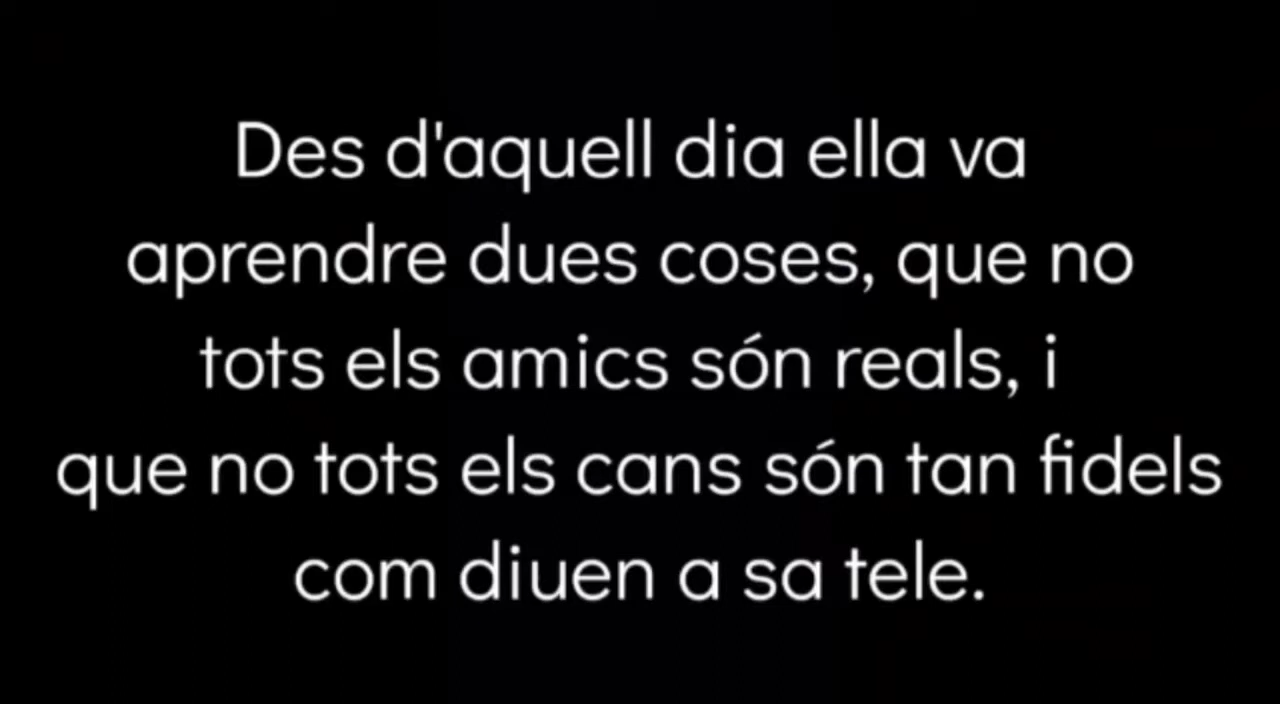 Des d'aquell dia ella va
aprendre dues coses, que no
tots els amics són reals, i
que no tots els cans són tan fidels
com diuen a sa tele.